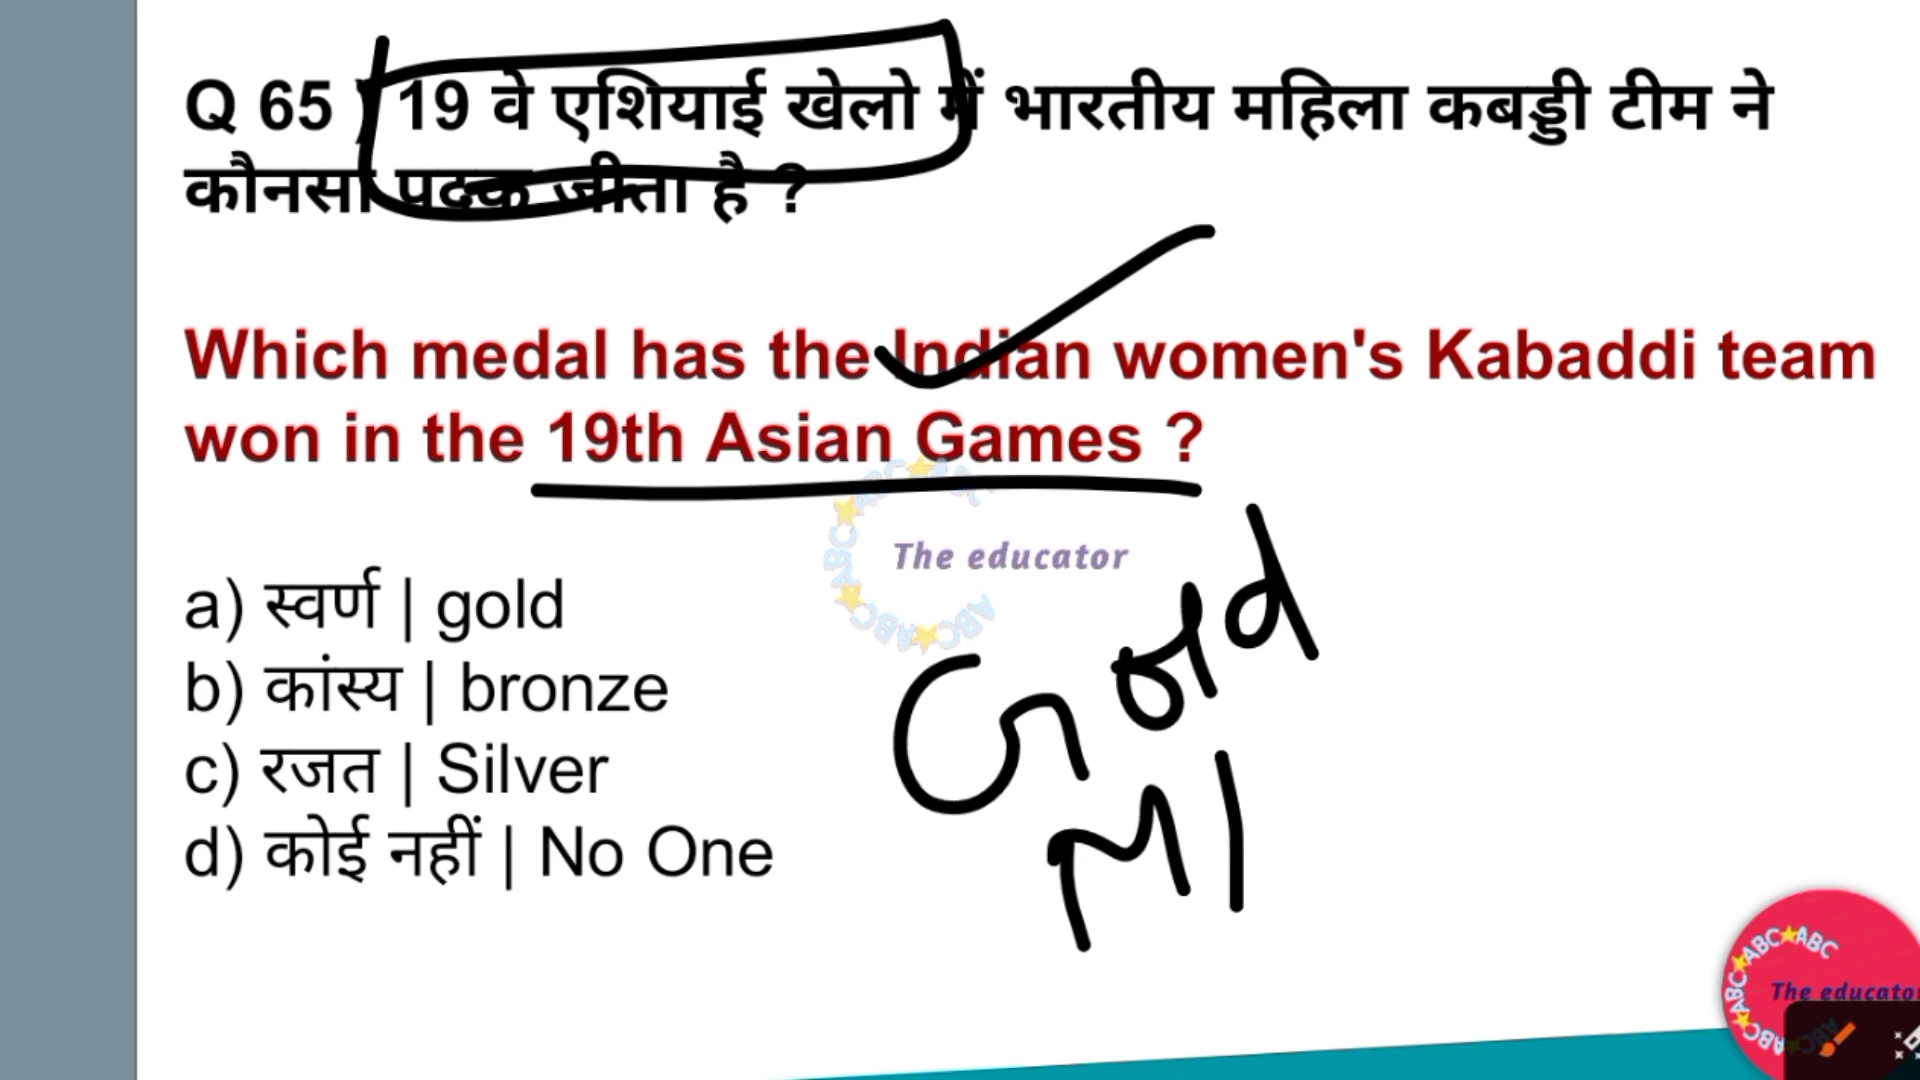 Q 65 ) 19 वे एशियाई खेलो में भारतीय महिला कबड्डी टीम ने
कौनसा पदक जीता है ?
Which medal has the Indian women's Kabaddi team
won in the 19th Asian Games ?
The educator
a) स्वर्ण | gold
b) कांस्य | bronze
c) रजत | Silver
d) कोई नहीं | No One
Gold
ABC★ABC★ABC
The educator